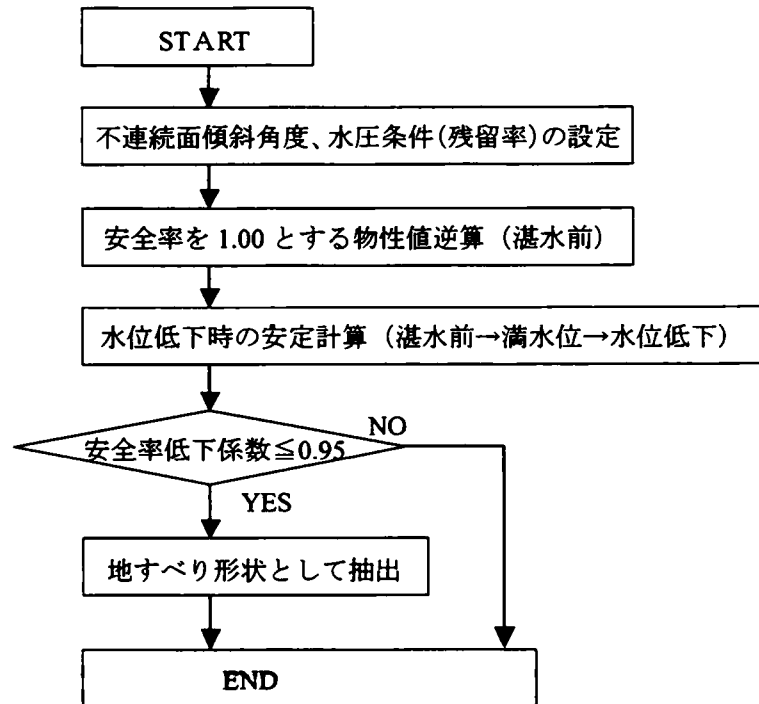 START
不連続面傾斜角度、水圧条件(残留率)の設定
安全率を 1.00 とする物性値逆算（湛水前）
水位低下時の安定計算（湛水前→満水位→水位低下）
安全率低下係数≦0.95
NO
YES
地すべり形状として抽出
END